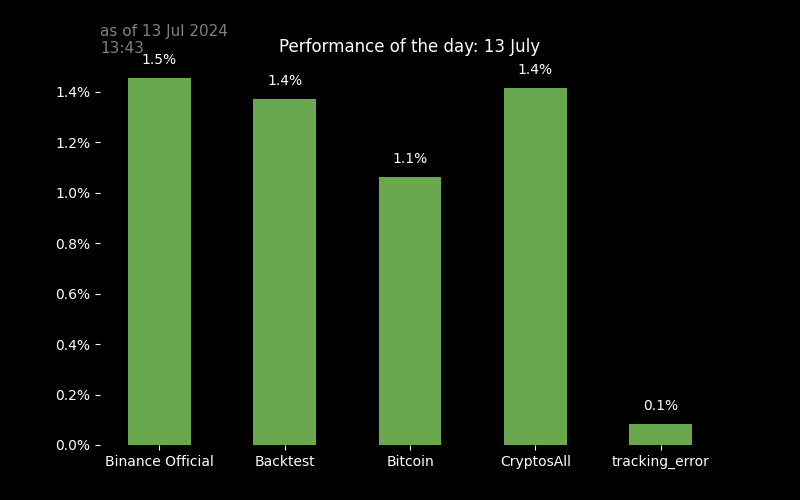 as of 13 Jul 2024
13:43
Performance of the day: 13 July
1.5%
1.4%
1.1%
1.4%
0.1%
1.4%
1.2%
1.0%
0.8%
0.6%
0.4%
0.2%
0.0%
Binance Official
Backtest
Bitcoin
CryptosAll
tracking_error